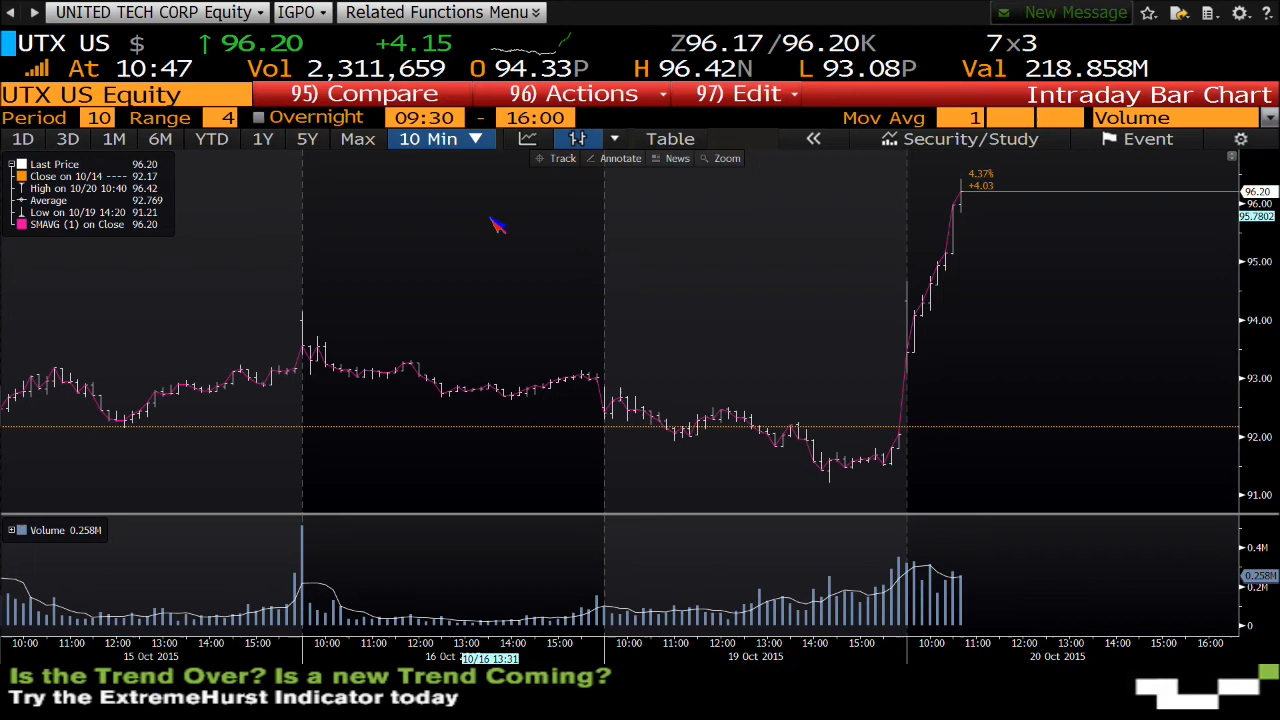 UNITED TECH CORP Equity IGPO Related Functions Menu New Message
UTX US $ ↑ 96.20 +4.15 Z96.17/96.20K 7x3
At 10:47 Vol 2,311,659 O 94.33P H 96.42N L 93.08P Val 218.858M
UTX US Equity 95) Compare 96) Actions 97) Edit Intraday Bar Chart
Period 10 Range 4 Overnight 09:30 - 16:00 Mov Avg 1 Volume
1D 3D 1M 6M YTD 1Y 5Y Max 10 Min ▼ Table « Security/Study Event
Track Annotate News Zoom
Last Price 96.20
Close on 10/14 ---- 92.17
High on 10/20 10:40 96.42
Average 92.769
Low on 10/19 14:20 91.21
SMAVG (1) on Close 96.20
4.37%
+4.03
96.20
96.00
95.7802
95.00
94.00
93.00
92.00
91.00
Volume 0.258M
0.4M
0.258M
0.2M
0
10:00 11:00 12:00 13:00 14:00 15:00 10:00 11:00 12:00 13:00 14:00 15:00 10:00 11:00 12:00 13:00 14:00 15:00 10:00 11:00 12:00 13:00 14:00 15:00 16:00
15 Oct 2015 16 Oct 10/16 13:31 19 Oct 2015 20 Oct 2015
Is the Trend Over? Is a new Trend Coming?
Try the ExtremeHurst Indicator today